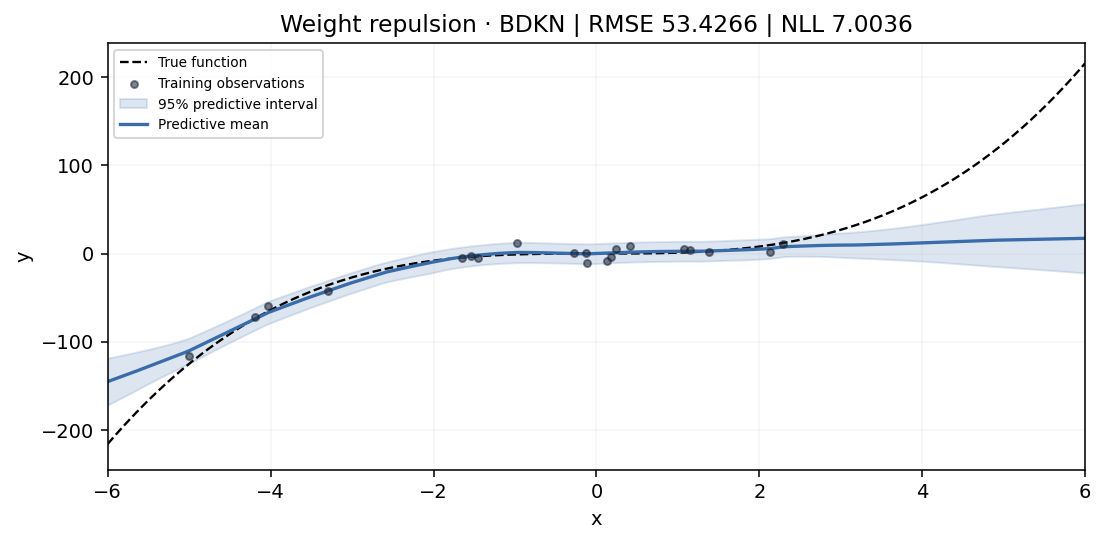 Weight repulsion · BDKN | RMSE 53.4266 | NLL 7.0036
True function
Training observations
95% predictive interval
Predictive mean
y
200
100
0
−100
−200
−6
−4
−2
0
2
4
6
x